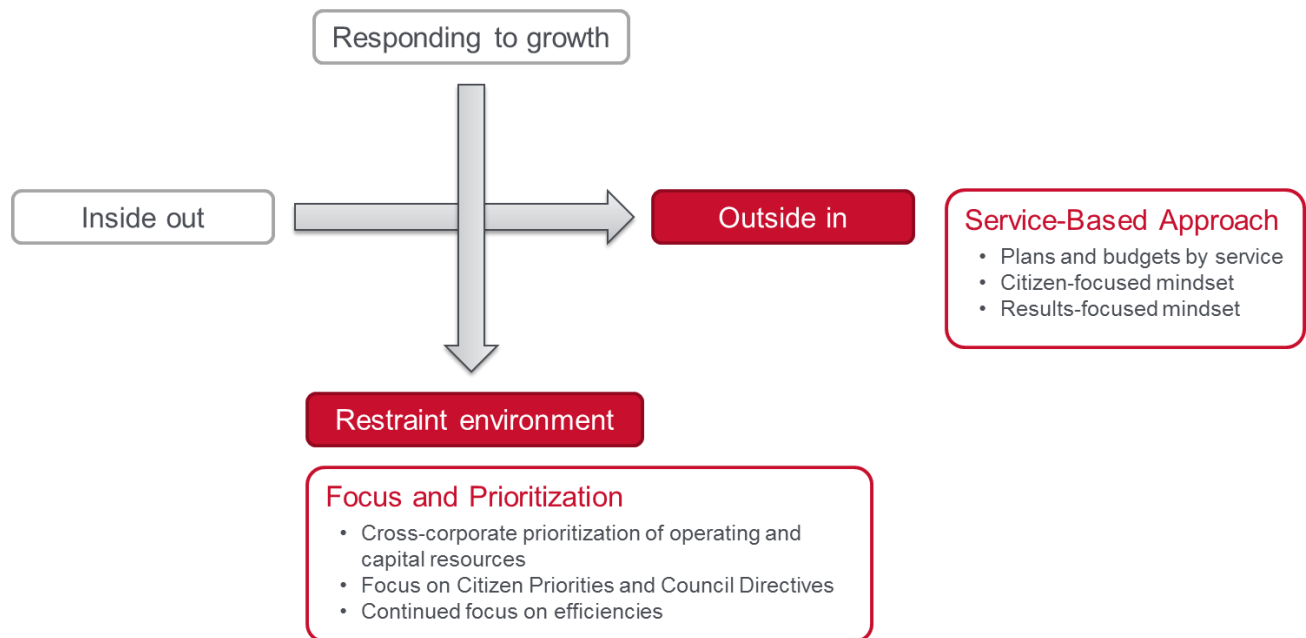 Responding to growth
Inside out
Outside in
Service-Based Approach
• Plans and budgets by service
• Citizen-focused mindset
• Results-focused mindset
Restraint environment
Focus and Prioritization
• Cross-corporate prioritization of operating and
capital resources
• Focus on Citizen Priorities and Council Directives
• Continued focus on efficiencies